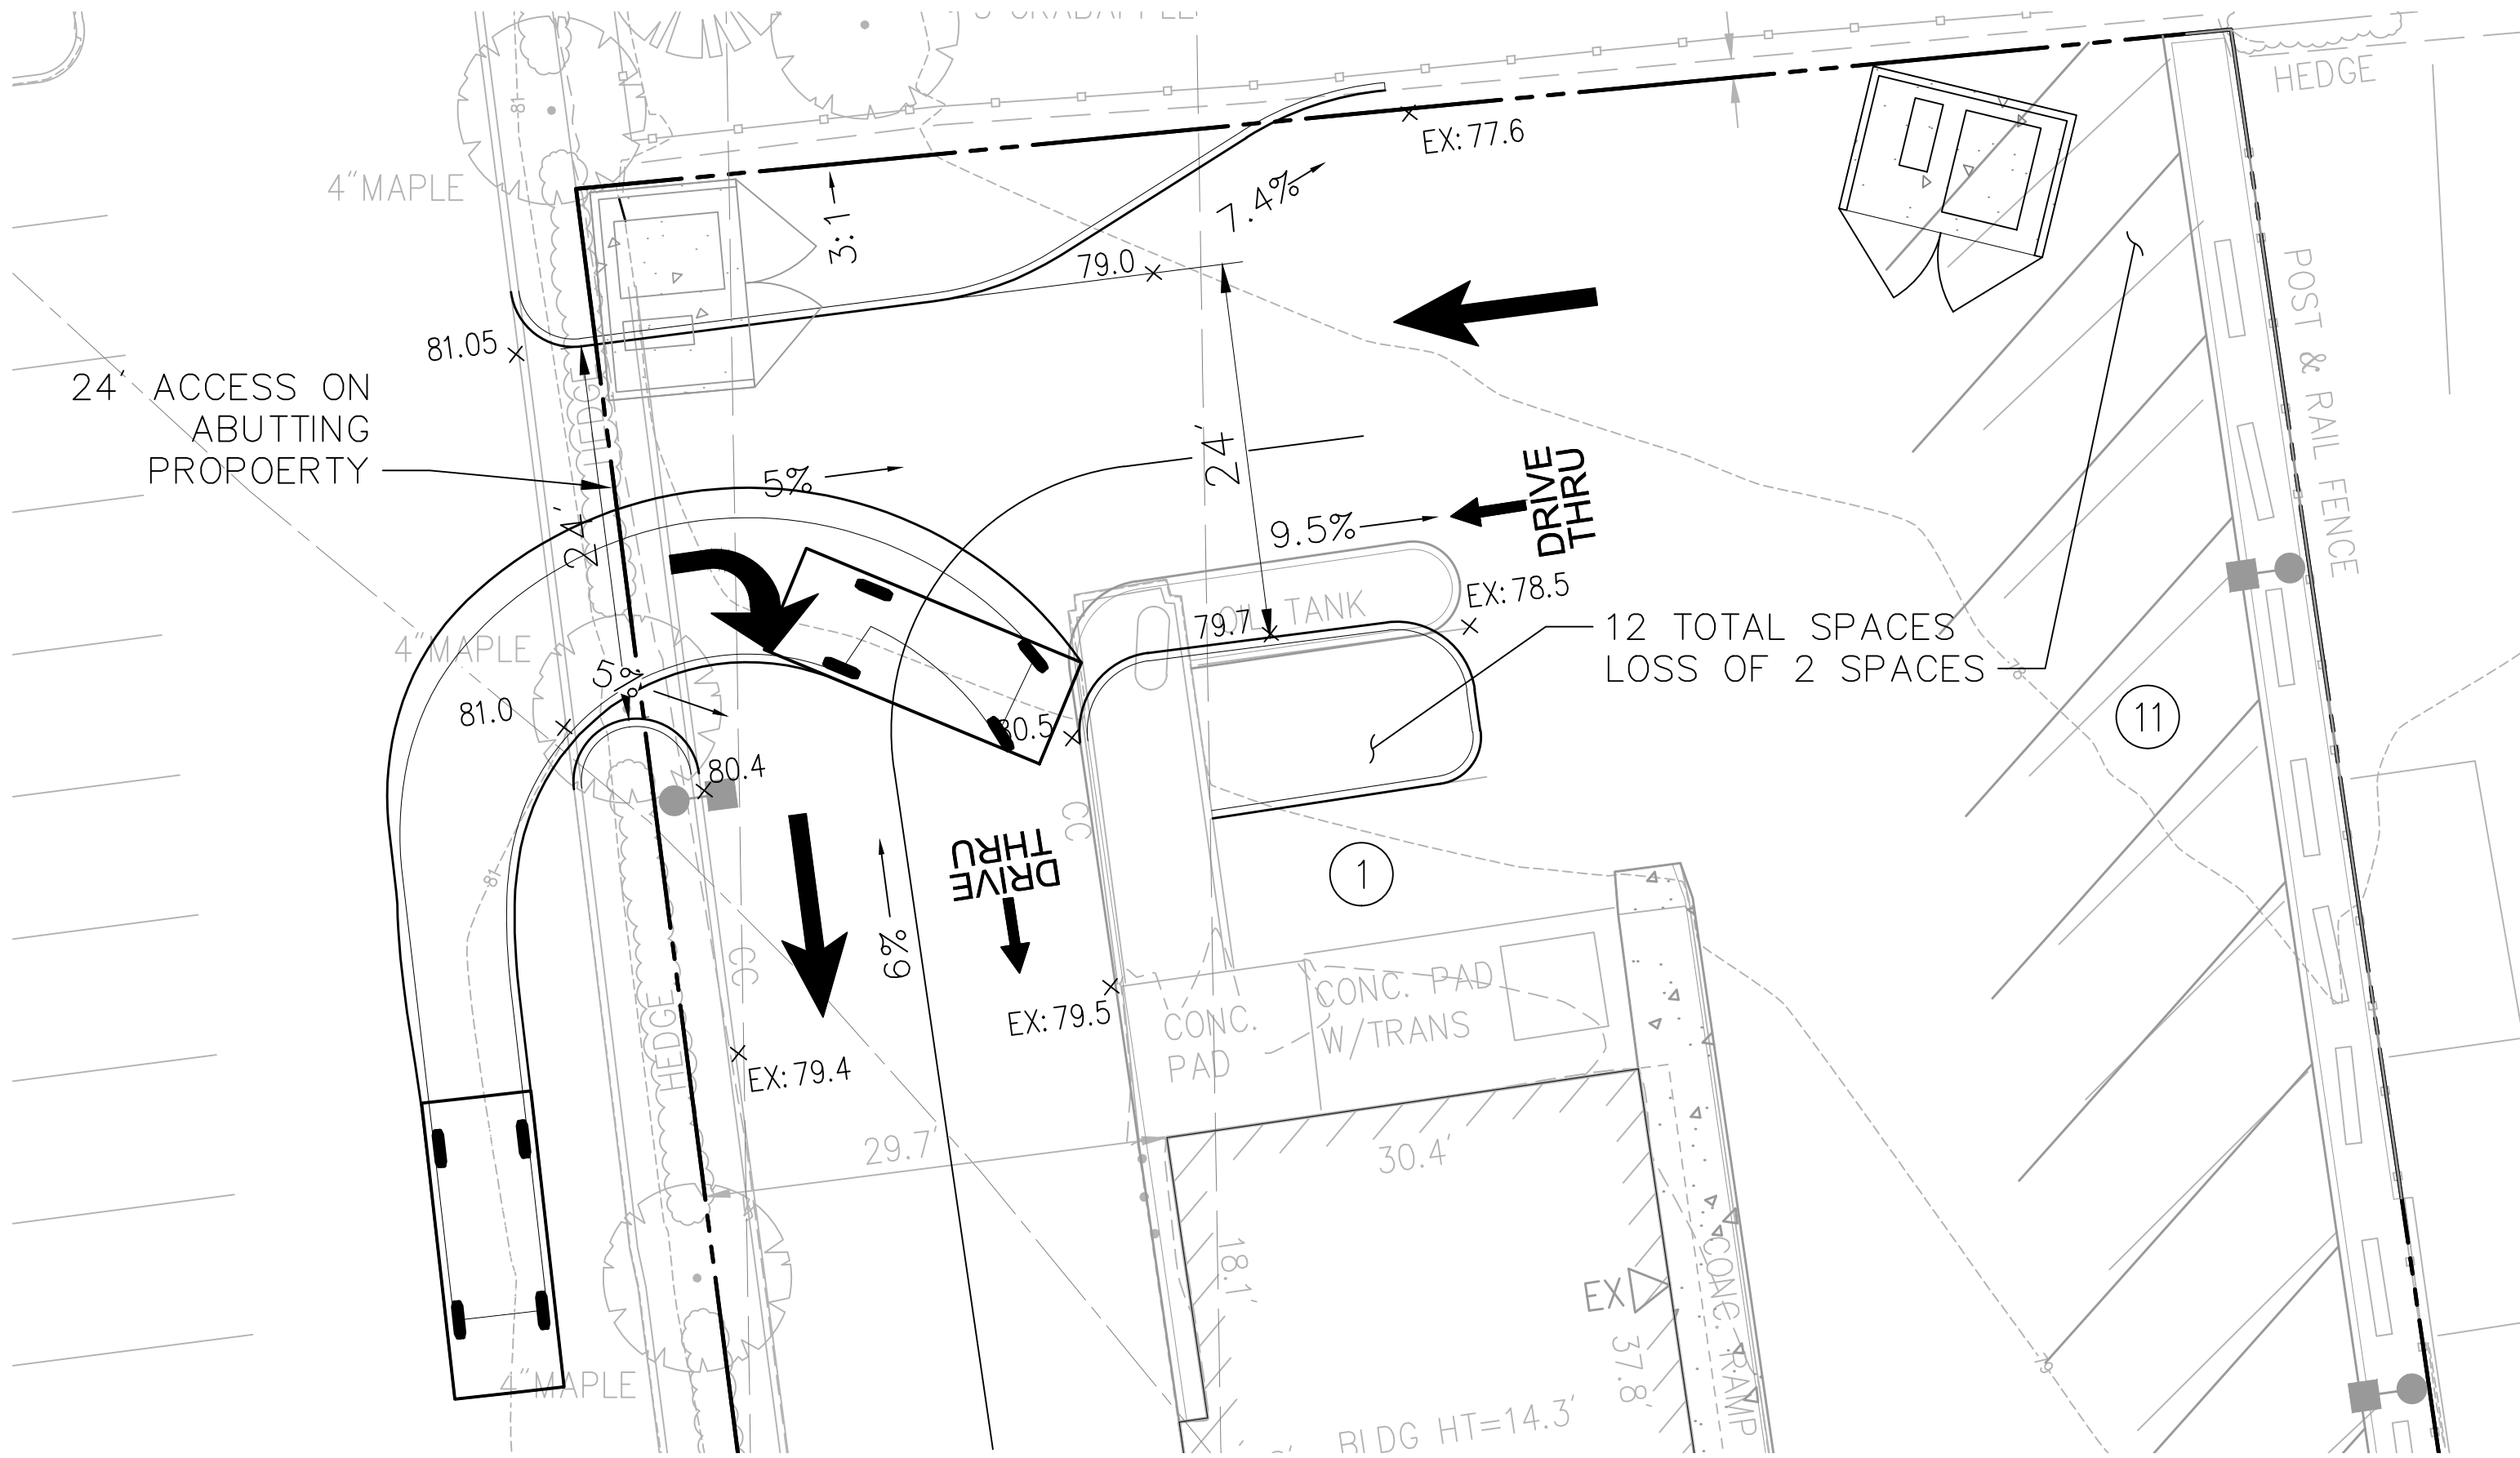 HEDGE
81
4"MAPLE
EX: 77.6
7.4%
3:1
79.0
81.05
24' ACCESS ON
ABUTTING
PROPOERTY
POST & RAIL FENCE
24'
5%
DRIVE
THRU
9.5%
24'
OIL TANK
EX: 78.5
79.7
12 TOTAL SPACES
LOSS OF 2 SPACES
78
4"MAPLE
5%
81.0
80.5
11
80.4
CC
DRIVE
THRU
1
81
6%
CC
CONC. PAD
W/TRANS
CONC.
PAD
EX: 79.5
HEDGE
EX: 79.4
29.7'
30.4'
18.1'
EX
CONC. RAMP
37.8'
79
4"MAPLE
BLDG HT=14.3'